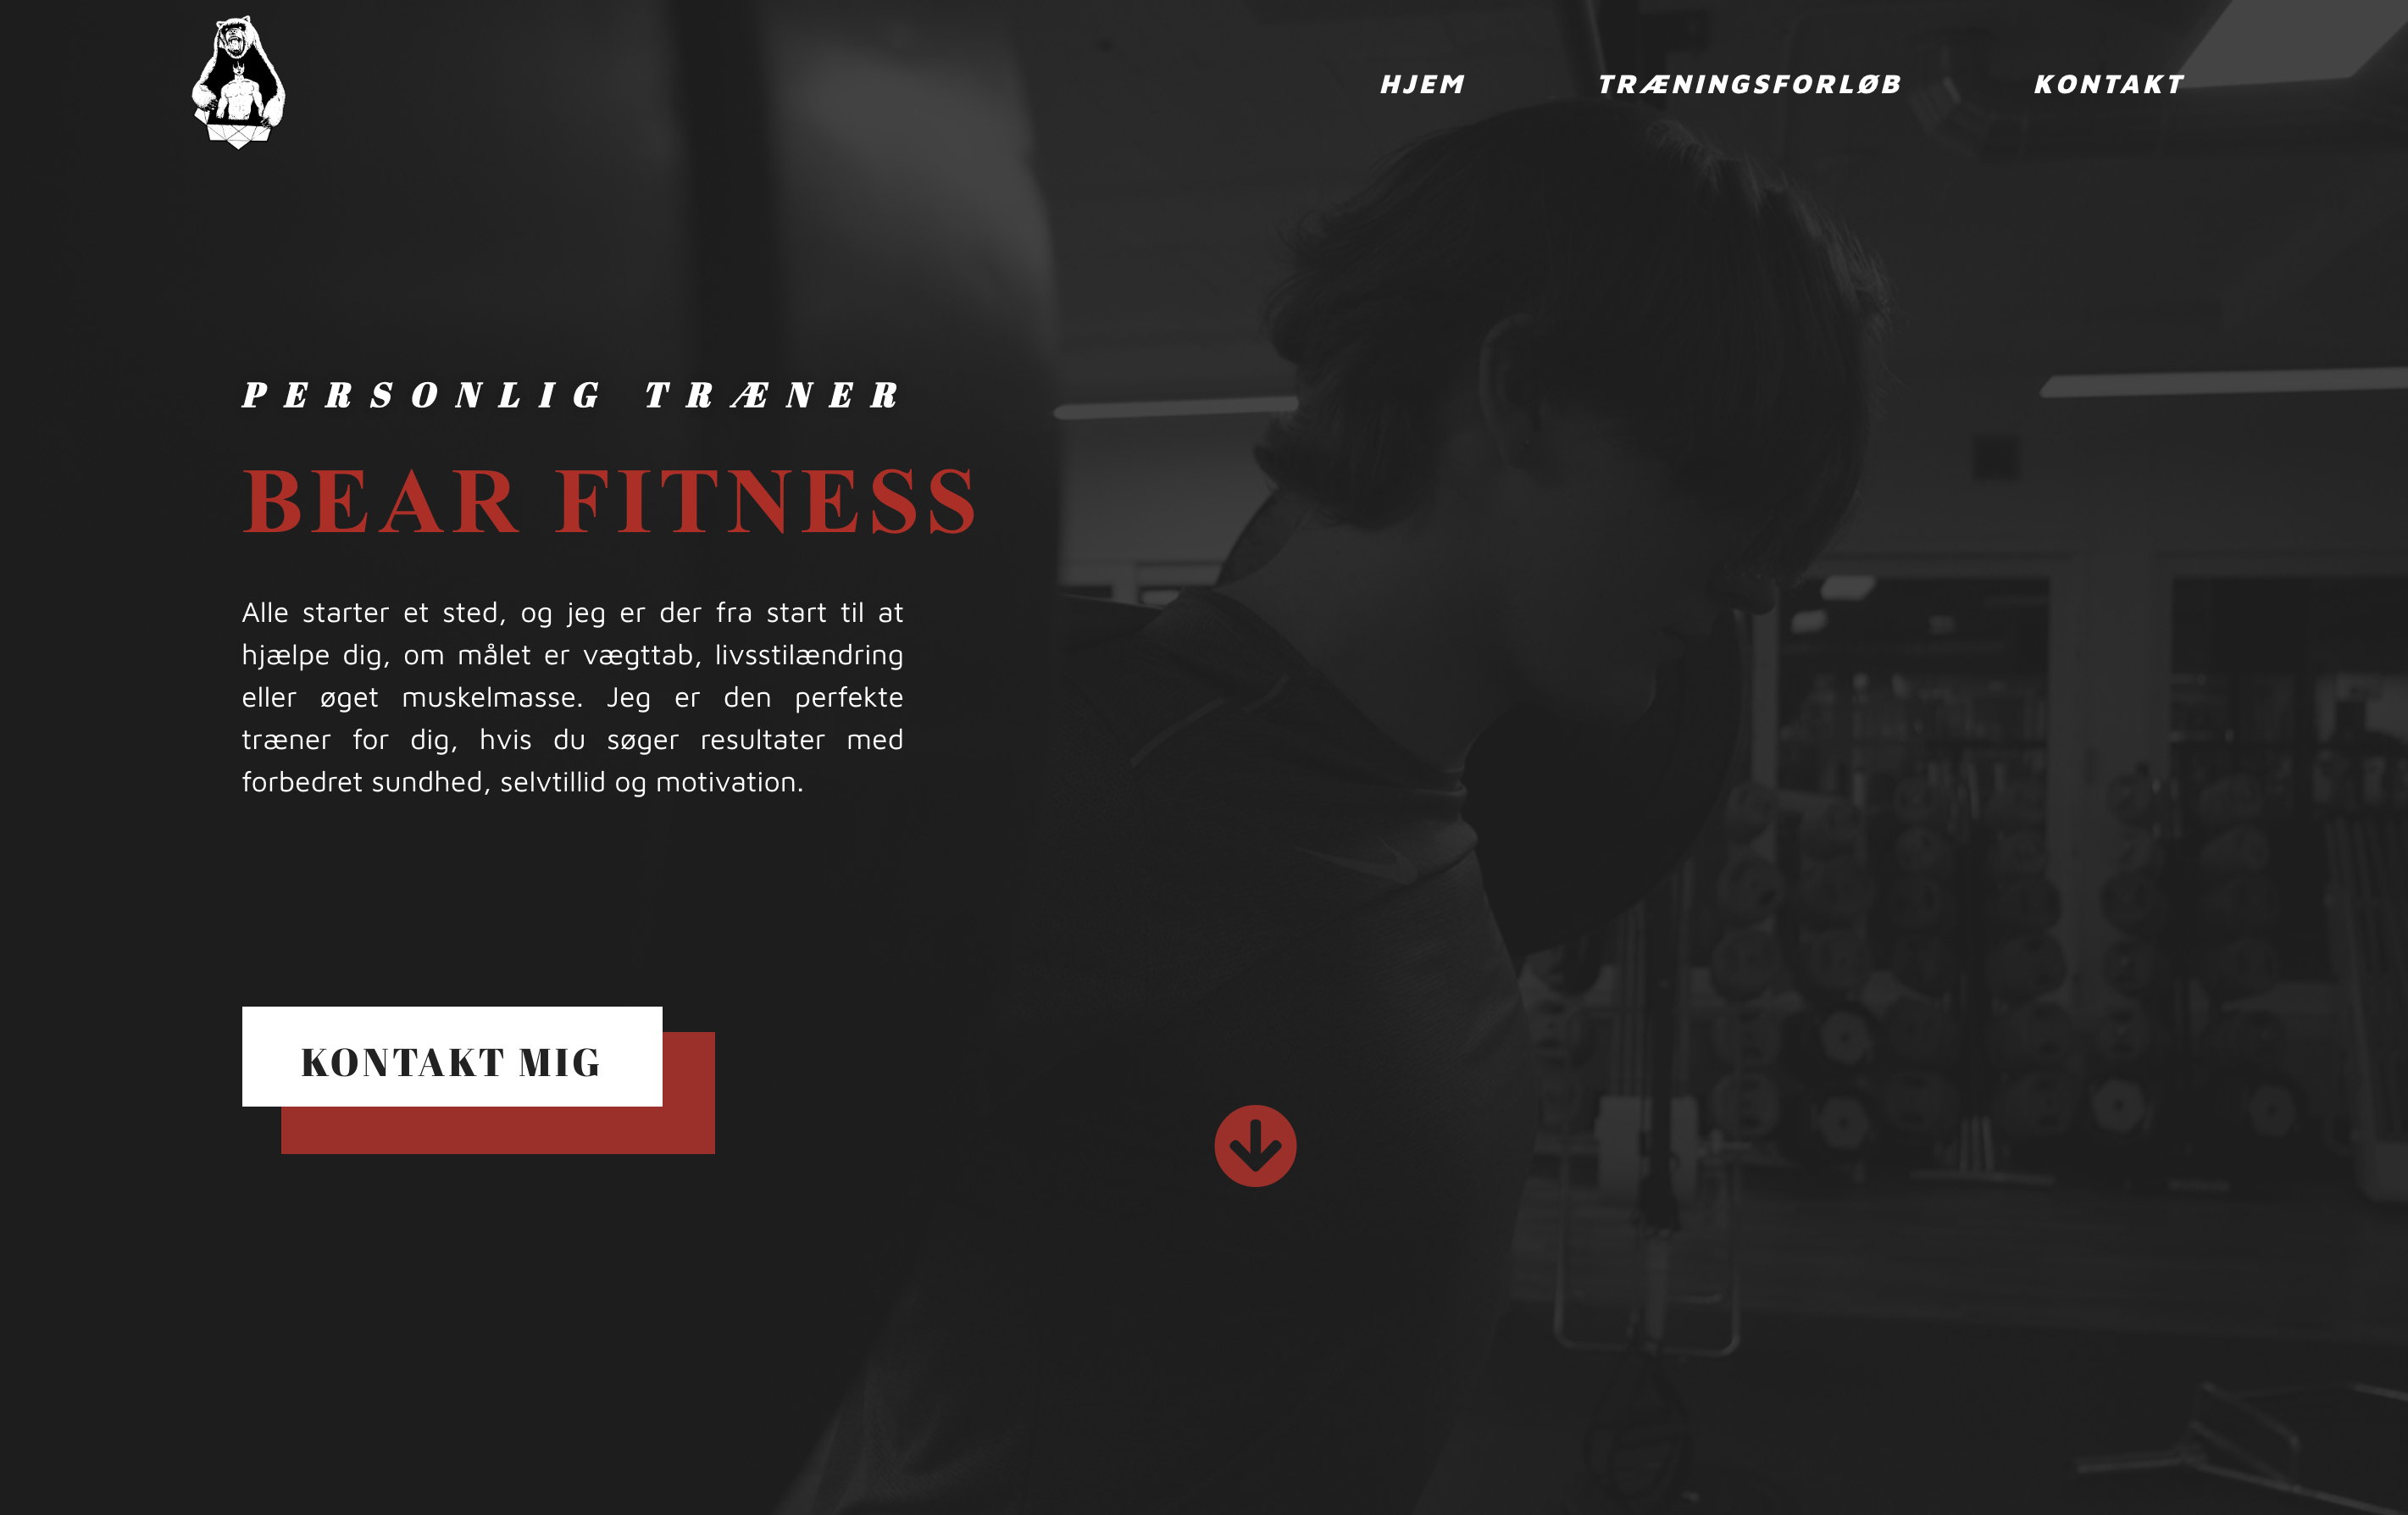 HJEM TRÆNINGSFORLØB KONTAKT
PERSONLIG TRÆNER
BEAR FITNESS
Alle starter et sted, og jeg er der fra start til at
hjælpe dig, om målet er vægttab, livsstilændring
eller øget muskelmasse. Jeg er den perfekte
træner for dig, hvis du søger resultater med
forbedret sundhed, selvtillid og motivation.
KONTAKT MIG